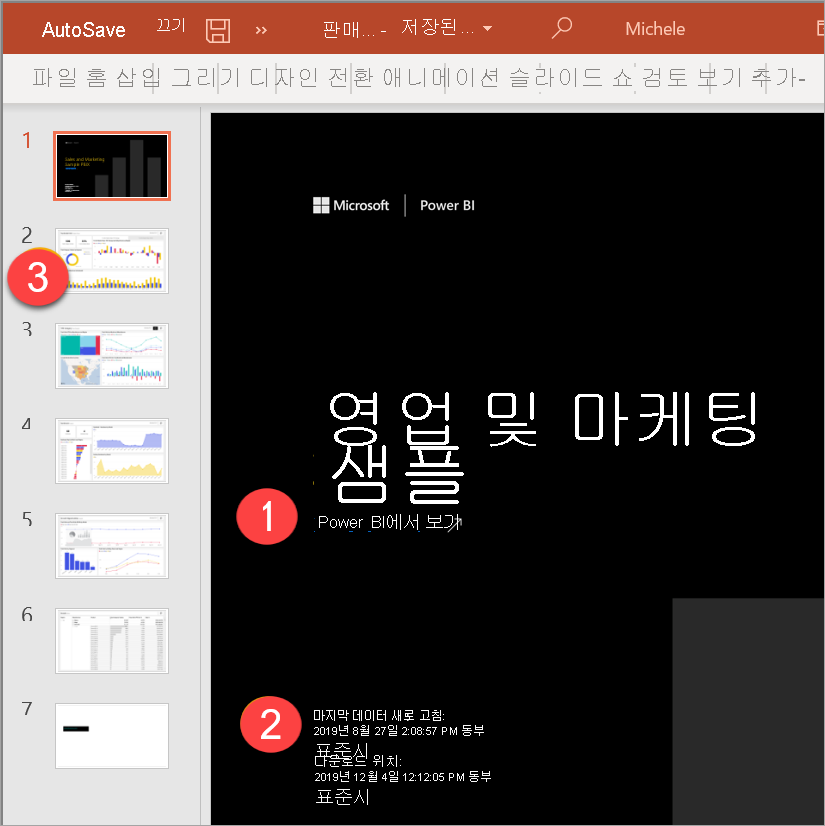 AutoSave 끄기 판매... - 저장된... Michele
파일 홈 삽입 그리기 디자인 전환 애니메이션 슬라이드 쇼 검토 보기 추가-
1
2
3
3
4
5
6
7
Microsoft Power BI
영업 및 마케팅
샘플
1
Power BI에서 보기
2
마지막 데이터 새로 고침:
2019년 8월 27일 2:08:57 PM 동부
표준시
다운로드 위치:
2019년 12월 4일 12:12:05 PM 동부
표준시